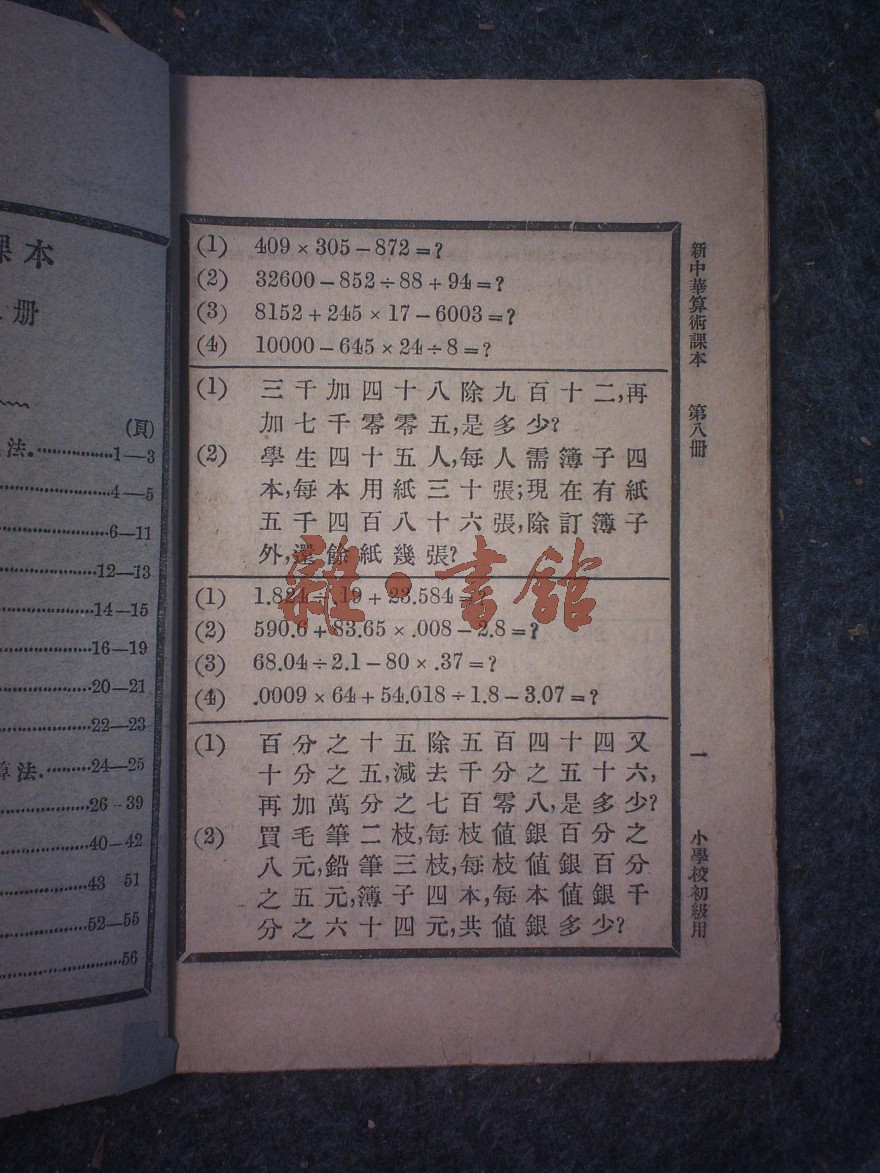 課本
册
(頁)
法.……………1—3
……………4—5
……………6—11
……………12—13
……………14—15
……………16—19
……………20—21
……………22—23
算法.………24—25
……………26-39
……………40—42
……………43 51
……………52—55
……………56
(1) 409×305－872=?
(2) 32600－852÷88＋94=?
(3) 8152＋245×17－6003=?
(4) 10000－645×24÷8=?
(1) 三千加四十八除九百十二,再
加七千零零五,是多少?
(2) 學生四十五人,每人需簿子四
本,每本用紙三十張;現在有紙
五千四百八十六張,除訂簿子
外,還餘紙幾張?
(1) 1.824÷.19＋23.584=?
(2) 590.6＋83.65×.008－2.8=?
(3) 68.04÷2.1－80×.37=?
(4) .0009×64＋54.018÷1.8－3.07=?
(1) 百分之十五除五百四十四又
十分之五,減去千分之五十六,
再加萬分之七百零八,是多少?
(2) 買毛筆二枝,每枝值銀百分之
八元,鉛筆三枝,每枝值銀百分
之五元,簿子四本,每本值銀千
分之六十四元,共值銀多少?
新中華算術課本 第八冊
一
小學校初級用
雜·書館